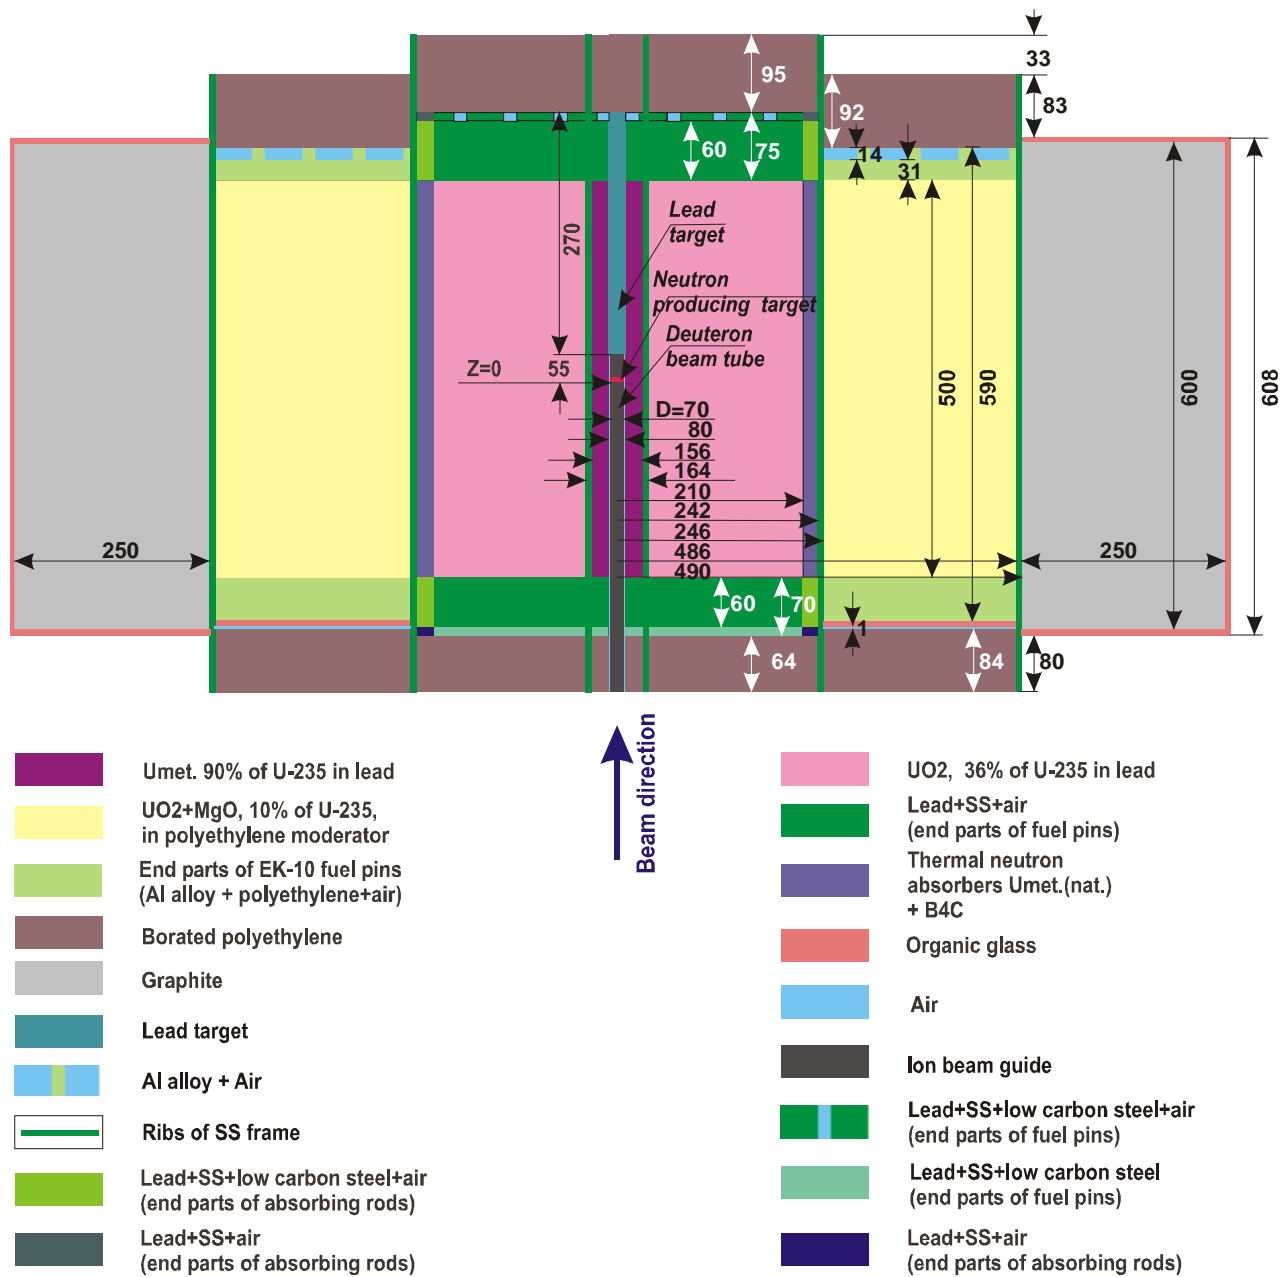 33
95
92
83
14
60
75
31
270
Lead
target
Neutron
producing target
Deuteron
beam tube
Z=0
55
D=70
80
156
164
210
242
246
486
490
500
590
600
608
250
250
60
70
1
64
84
80
Beam direction
Umet. 90% of U-235 in lead
UO2+MgO, 10% of U-235,
in polyethylene moderator
End parts of EK-10 fuel pins
(Al alloy + polyethylene+air)
Borated polyethylene
Graphite
Lead target
Al alloy + Air
Ribs of SS frame
Lead+SS+low carbon steel+air
(end parts of absorbing rods)
Lead+SS+air
(end parts of absorbing rods)
UO2, 36% of U-235 in lead
Lead+SS+air
(end parts of fuel pins)
Thermal neutron
absorbers Umet.(nat.)
+ B4C
Organic glass
Air
Ion beam guide
Lead+SS+low carbon steel+air
(end parts of fuel pins)
Lead+SS+low carbon steel
(end parts of fuel pins)
Lead+SS+air
(end parts of absorbing rods)